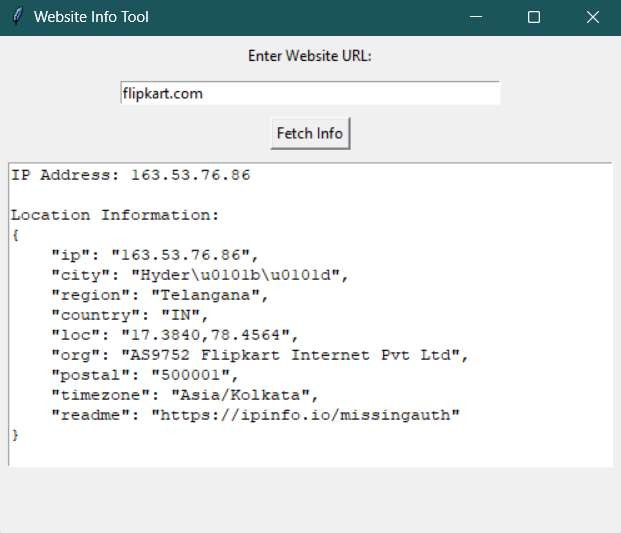 Website Info Tool
Enter Website URL:
flipkart.com
Fetch Info
IP Address: 163.53.76.86
Location Information:
{
    "ip": "163.53.76.86",
    "city": "Hyder\u0101b\u0101d",
    "region": "Telangana",
    "country": "IN",
    "loc": "17.3840,78.4564",
    "org": "AS9752 Flipkart Internet Pvt Ltd",
    "postal": "500001",
    "timezone": "Asia/Kolkata",
    "readme": "https://ipinfo.io/missingauth"
}